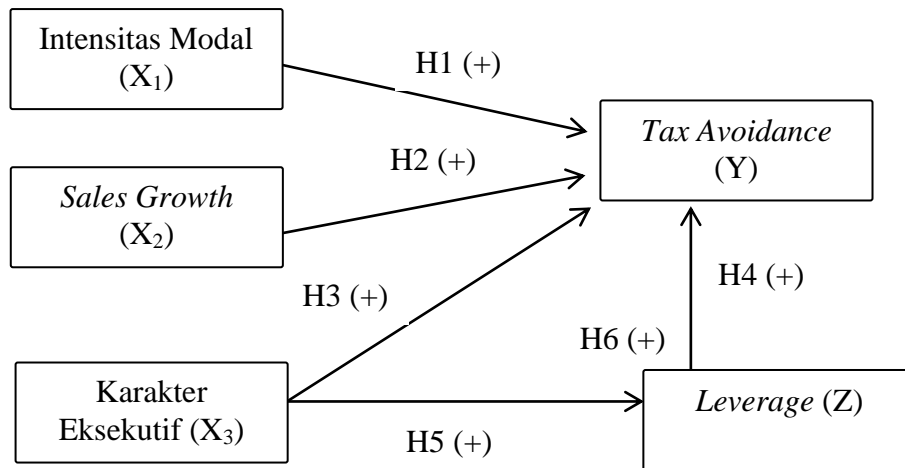 Intensitas Modal
(X₁)
H1 (+)
Tax Avoidance
(Y)
H2 (+)
Sales Growth
(X₂)
H3 (+)
H4 (+)
H6 (+)
Karakter
Eksekutif (X₃)
Leverage (Z)
H5 (+)